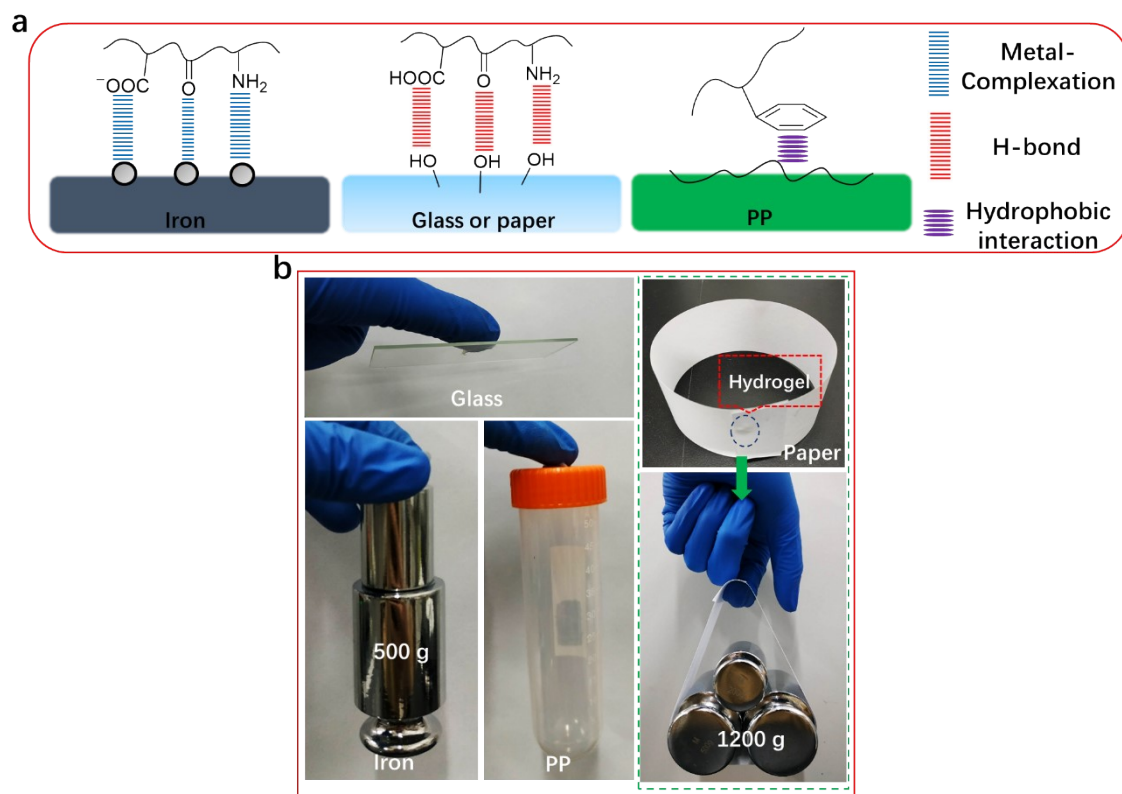 a
⁻OOC
O
NH₂
Iron
HOOC
O
NH₂
HO
OH
OH
Glass or paper
PP
Metal-
Complexation
H-bond
Hydrophobic
interaction
b
Glass
500 g
Iron
PP
Hydrogel
Paper
1200 g